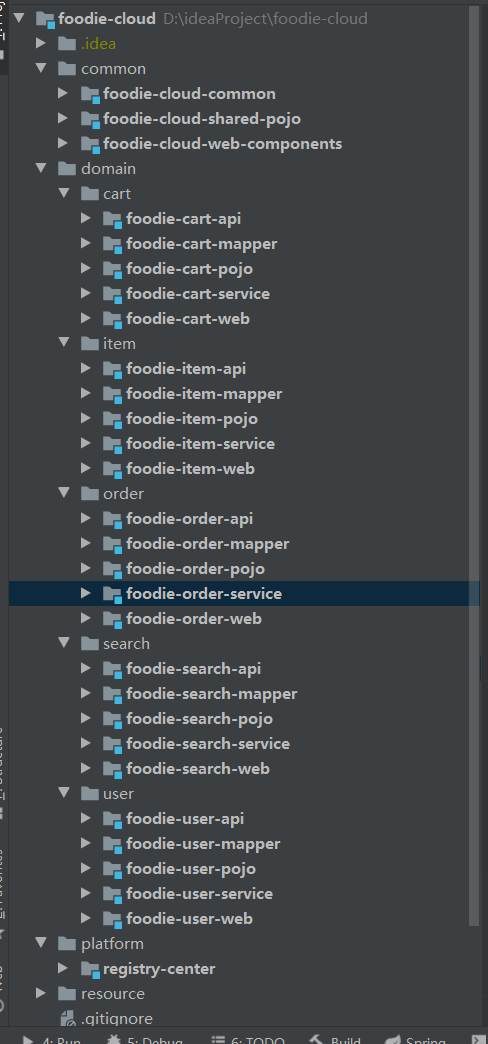 foodie-cloud D:\ideaProject\foodie-cloud
.idea
common
foodie-cloud-common
foodie-cloud-shared-pojo
foodie-cloud-web-components
domain
cart
foodie-cart-api
foodie-cart-mapper
foodie-cart-pojo
foodie-cart-service
foodie-cart-web
item
foodie-item-api
foodie-item-mapper
foodie-item-pojo
foodie-item-service
foodie-item-web
order
foodie-order-api
foodie-order-mapper
foodie-order-pojo
foodie-order-service
foodie-order-web
search
foodie-search-api
foodie-search-mapper
foodie-search-pojo
foodie-search-service
foodie-search-web
user
foodie-user-api
foodie-user-mapper
foodie-user-pojo
foodie-user-service
foodie-user-web
platform
registry-center
resource
.gitignore
4: Run 5: Debug 6: TODO Build Spring